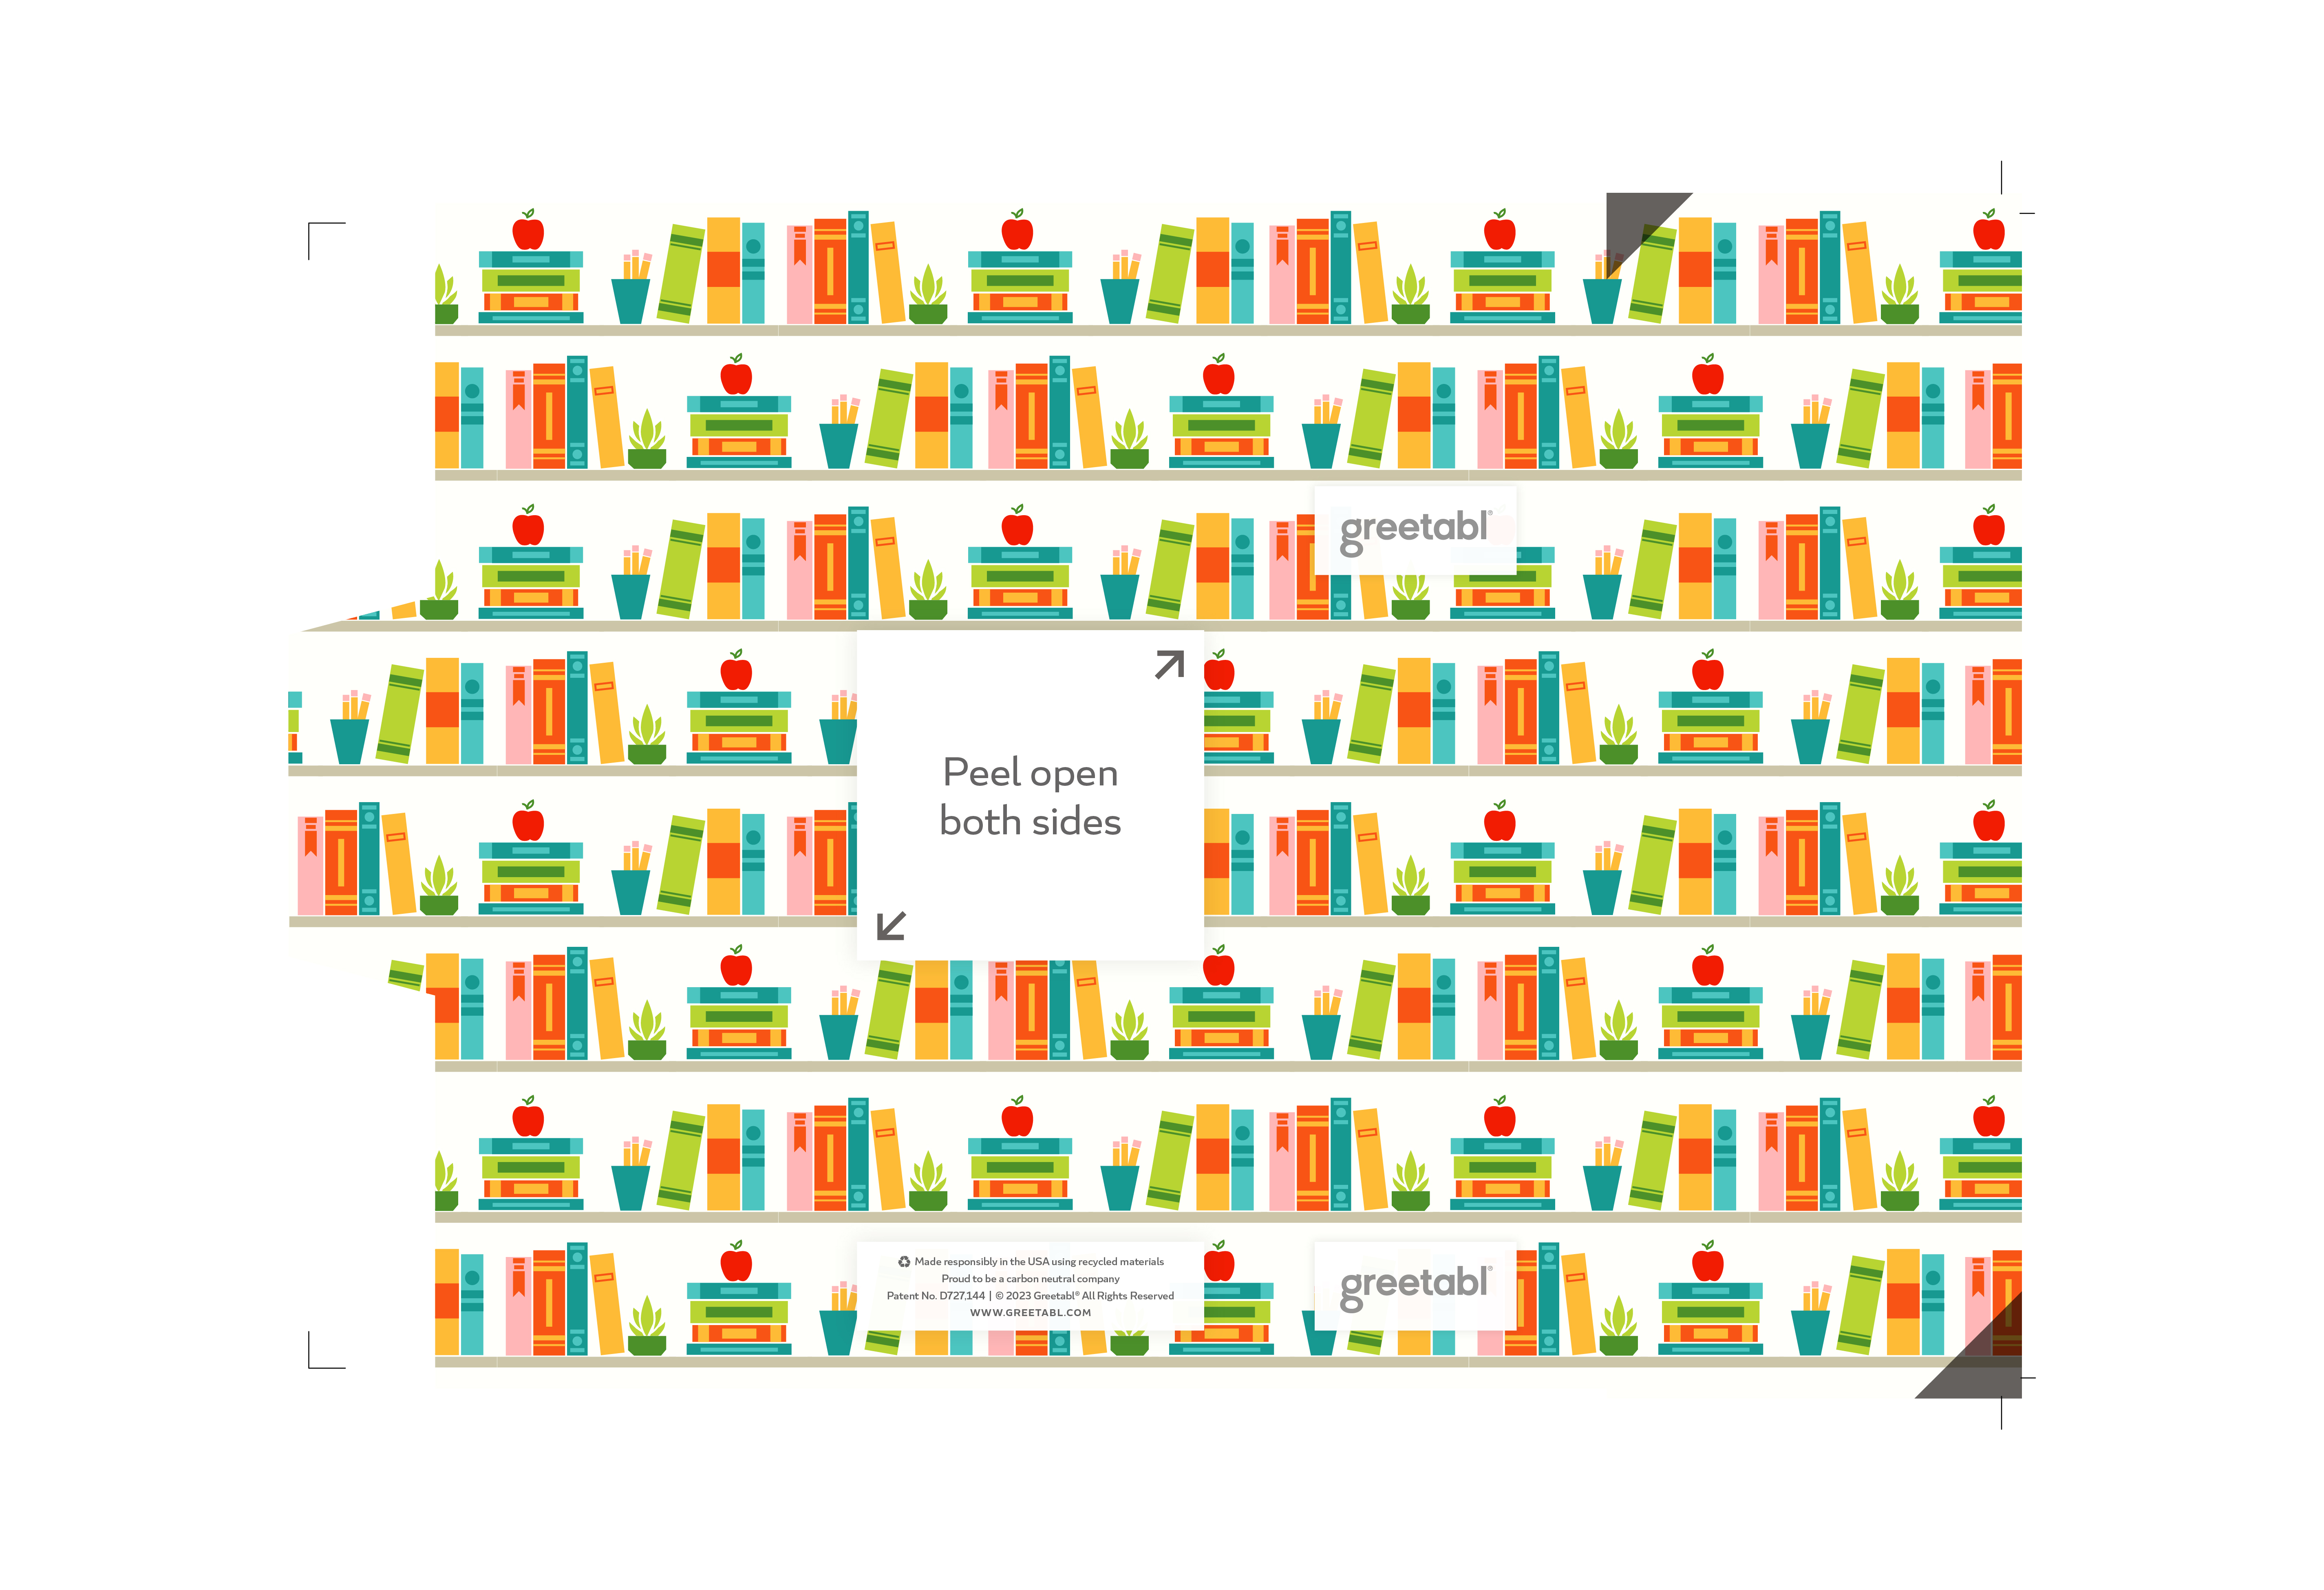 greetabl®
Peel open
both sides
♻ Made responsibly in the USA using recycled materials
Proud to be a carbon neutral company
Patent No. D727,144 | © 2023 Greetabl® All Rights Reserved
WWW.GREETABL.COM
greetabl®